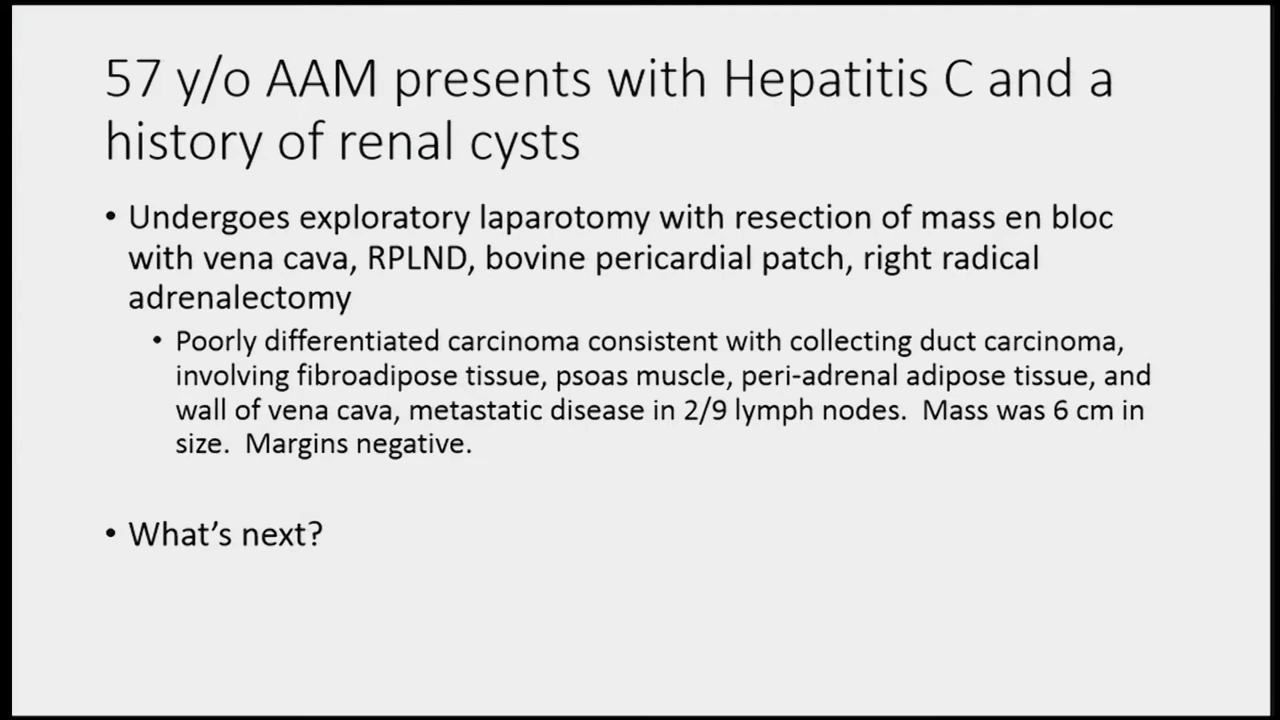 57 y/o AAM presents with Hepatitis C and a
history of renal cysts
• Undergoes exploratory laparotomy with resection of mass en bloc
with vena cava, RPLND, bovine pericardial patch, right radical
adrenalectomy
• Poorly differentiated carcinoma consistent with collecting duct carcinoma,
involving fibroadipose tissue, psoas muscle, peri-adrenal adipose tissue, and
wall of vena cava, metastatic disease in 2/9 lymph nodes.  Mass was 6 cm in
size.  Margins negative.
• What's next?